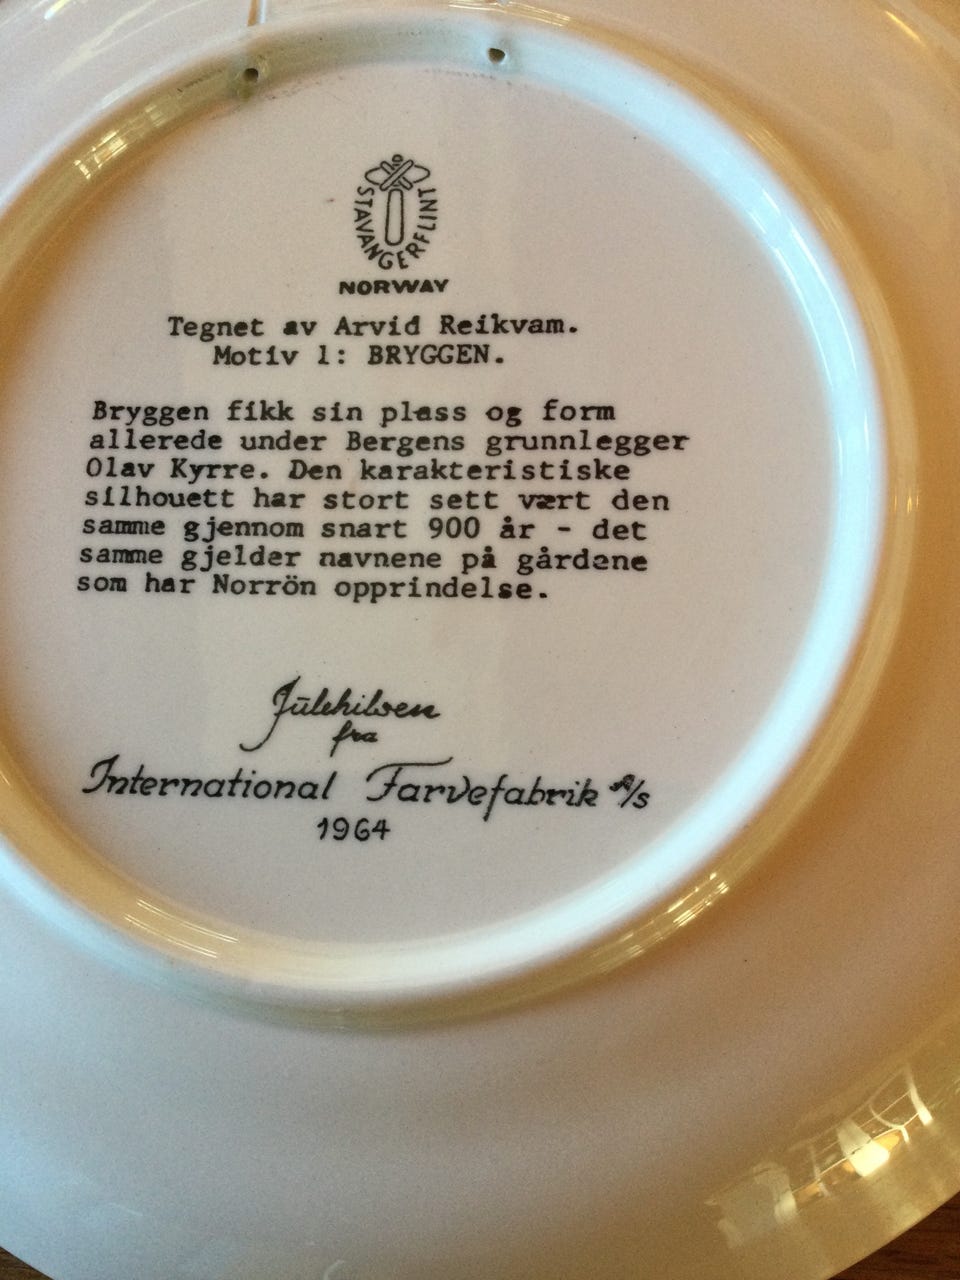 STAVANGERFLINT
NORWAY
Tegnet av Arvid Reikvam.
Motiv 1: BRYGGEN.
Bryggen fikk sin plass og form
allerede under Bergens grunnlegger
Olav Kyrre. Den karakteristiske
silhouett har stort sett vært den
samme gjennom snart 900 år - det
samme gjelder navnene på gårdene
som har Norrön opprindelse.
Julehilsen
fra
International Farvefabrik A/s
1964